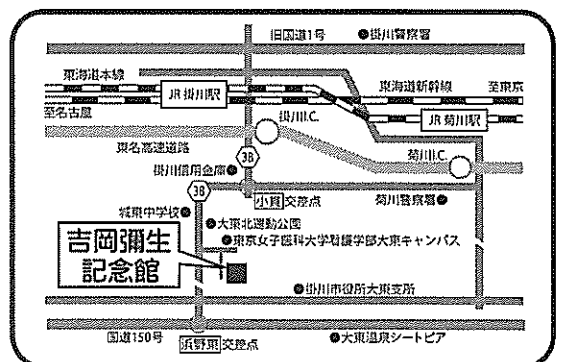 旧国道1号
掛川警察署
東海道本線
JR掛川駅
東海道新幹線
至東京
至名古屋
掛川I.C.
JR菊川駅
東名高速道路
38
菊川I.C.
掛川信用金庫
38
小貫交差点
菊川警察署
城東中学校
大東北運動公園
東京女子医科大学看護学部大東キャンパス
吉岡彌生
記念館
掛川市役所大東支所
国道150号
浜野東交差点
大東温泉シートピア